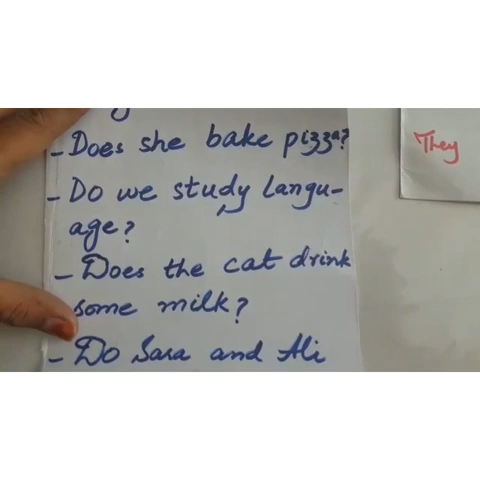 - Does she bake pizza?
They
- Do we study langu-
age?
- Does the cat drink
some milk?
- Do Sara and Ali